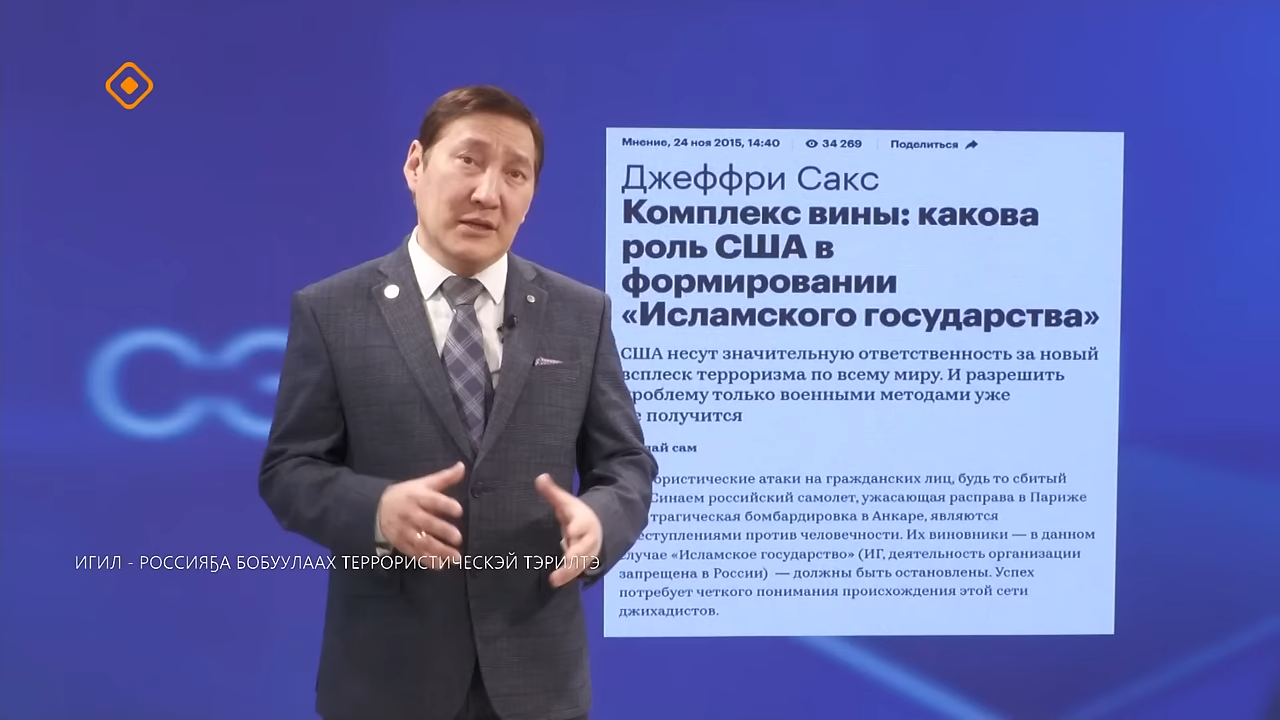 Мнение, 24 ноя 2015, 14:40 34 269 Поделиться
Джеффри Сакс
Комплекс вины: какова
роль США в
формировании
«Исламского государства»
США несут значительную ответственность за новый
всплеск терроризма по всему миру. И разрешить
только военными методами уже
получится
сам
атаки на гражданских лиц, будь то сбитый
Синаем российский самолет, ужасающая расправа в Париже
трагическая бомбардировка в Анкаре, являются
против человечности. Их виновники — в данном
«Исламское государство» (ИГ, деятельность организации
запрещена в России) — должны быть остановлены. Успех
потребует четкого понимания происхождения этой сети
джихадистов.
СЭ
ИГИЛ - РОССИЯҔА БОБУУЛААХ ТЕРРОРИСТИЧЕСКЭЙ ТЭРИЛТЭ